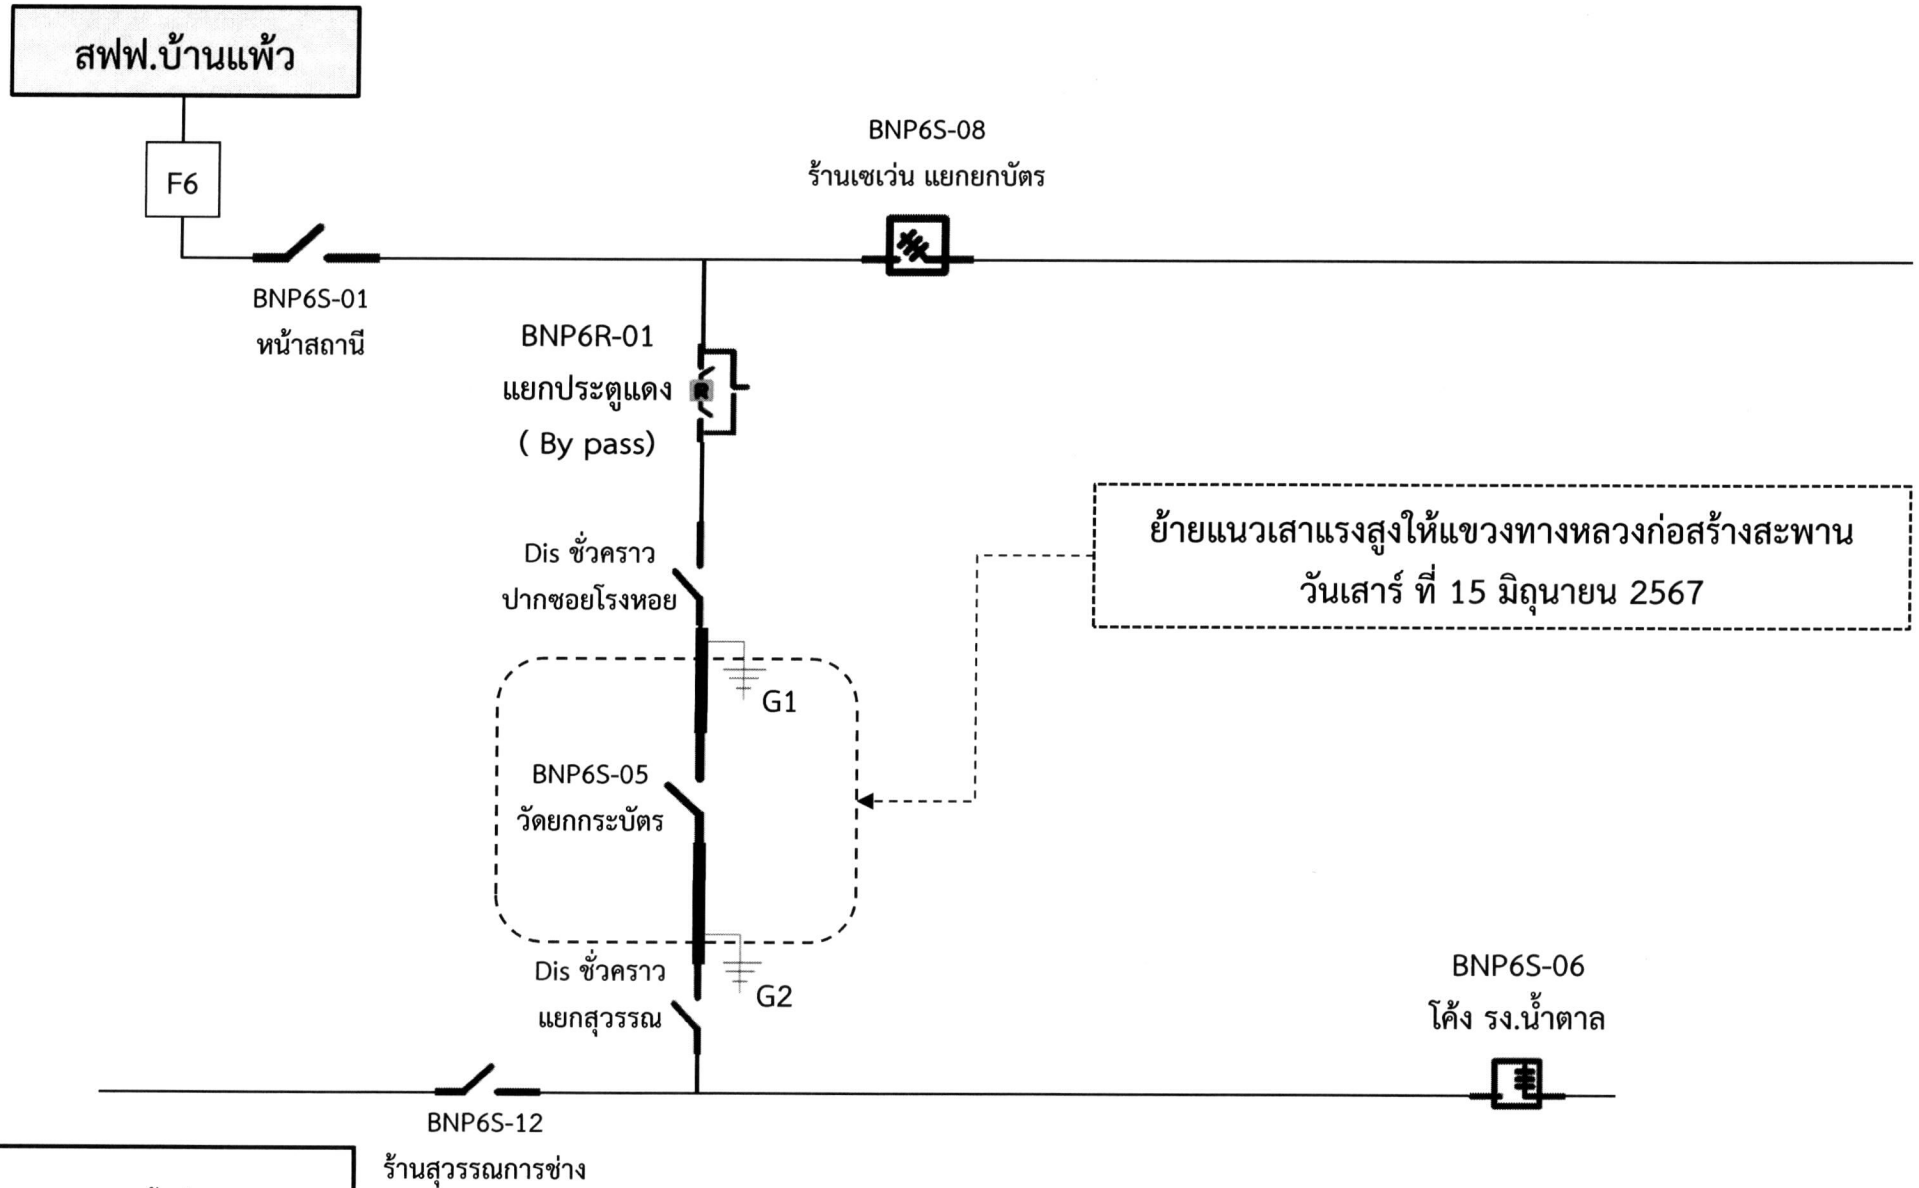 สฟฟ.บ้านแพ้ว
F6
BNP6S-08
ร้านเซเว่น แยกยกบัตร
BNP6S-01
หน้าสถานี
BNP6R-01
แยกประตูแดง
( By pass)
R
ย้ายแนวเสาแรงสูงให้แขวงทางหลวงก่อสร้างสะพาน
วันเสาร์ ที่ 15 มิถุนายน 2567
Dis ชั่วคราว
ปากซอยโรงหอย
G1
BNP6S-05
วัดยกกระบัตร
Dis ชั่วคราว
แยกสุวรรณ
G2
BNP6S-06
โค้ง รง.น้ำตาล
BNP6S-12
ร้านสุวรรณการช่าง